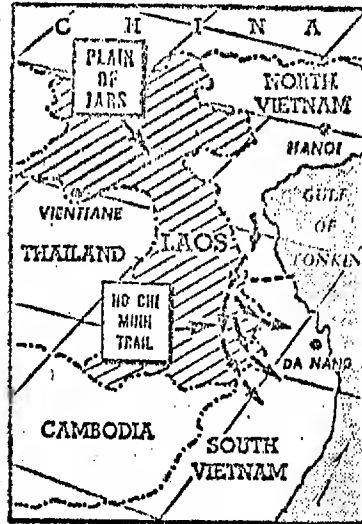 CHINA
PLAIN
OF
JARS
NORTH
VIETNAM
HANOI
GULF
OF
TONKIN
VIENTIANE
LAOS
THAILAND
HO CHI
MINH
TRAIL
DA NANG
CAMBODIA
SOUTH
VIETNAM